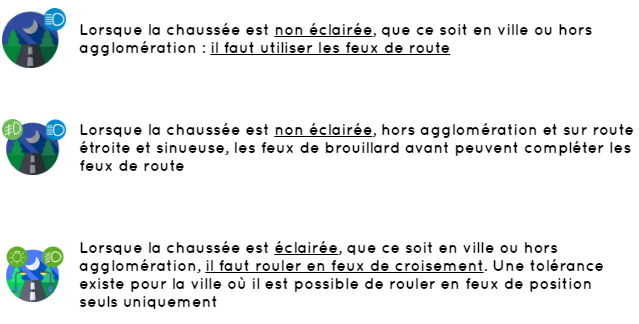 Lorsque la chaussée est non éclairée, que ce soit en ville ou hors
agglomération : il faut utiliser les feux de route
Lorsque la chaussée est non éclairée, hors agglomération et sur route
étroite et sinueuse, les feux de brouillard avant peuvent compléter les
feux de route
Lorsque la chaussée est éclairée, que ce soit en ville ou hors
agglomération, il faut rouler en feux de croisement. Une tolérance
existe pour la ville où il est possible de rouler en feux de position
seuls uniquement